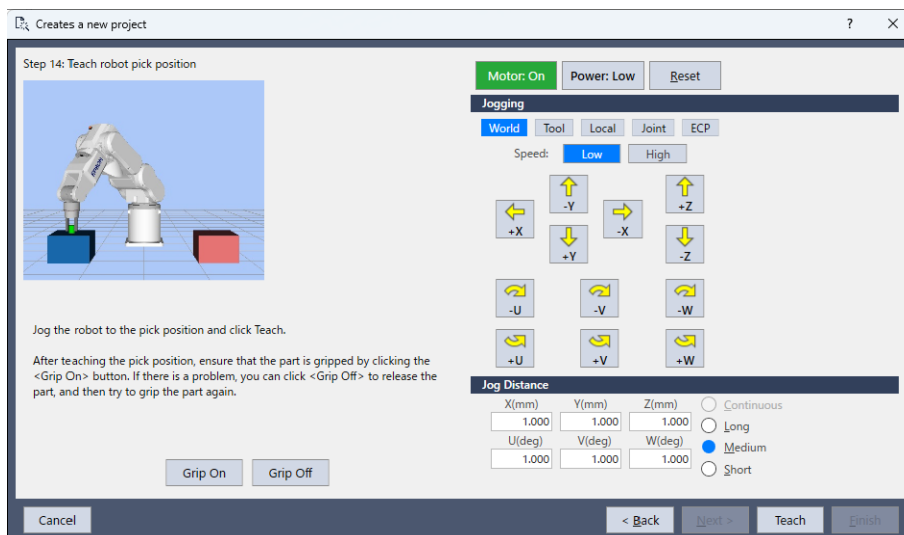 Creates a new project
?
Step 14: Teach robot pick position
EPSON
Jog the robot to the pick position and click Teach.
After teaching the pick position, ensure that the part is gripped by clicking the
<Grip On> button. If there is a problem, you can click <Grip Off> to release the
part, and then try to grip the part again.
Grip On Grip Off
Motor: On Power: Low Reset
Jogging
World Tool Local Joint ECP
Speed: Low High
-Y +Z
+X -X
+Y -Z
-U -V -W
+U +V +W
Jog Distance
X(mm) Y(mm) Z(mm) Continuous
1.000 1.000 1.000 Long
U(deg) V(deg) W(deg) Medium
1.000 1.000 1.000 Short
Cancel < Back Next > Teach Finish